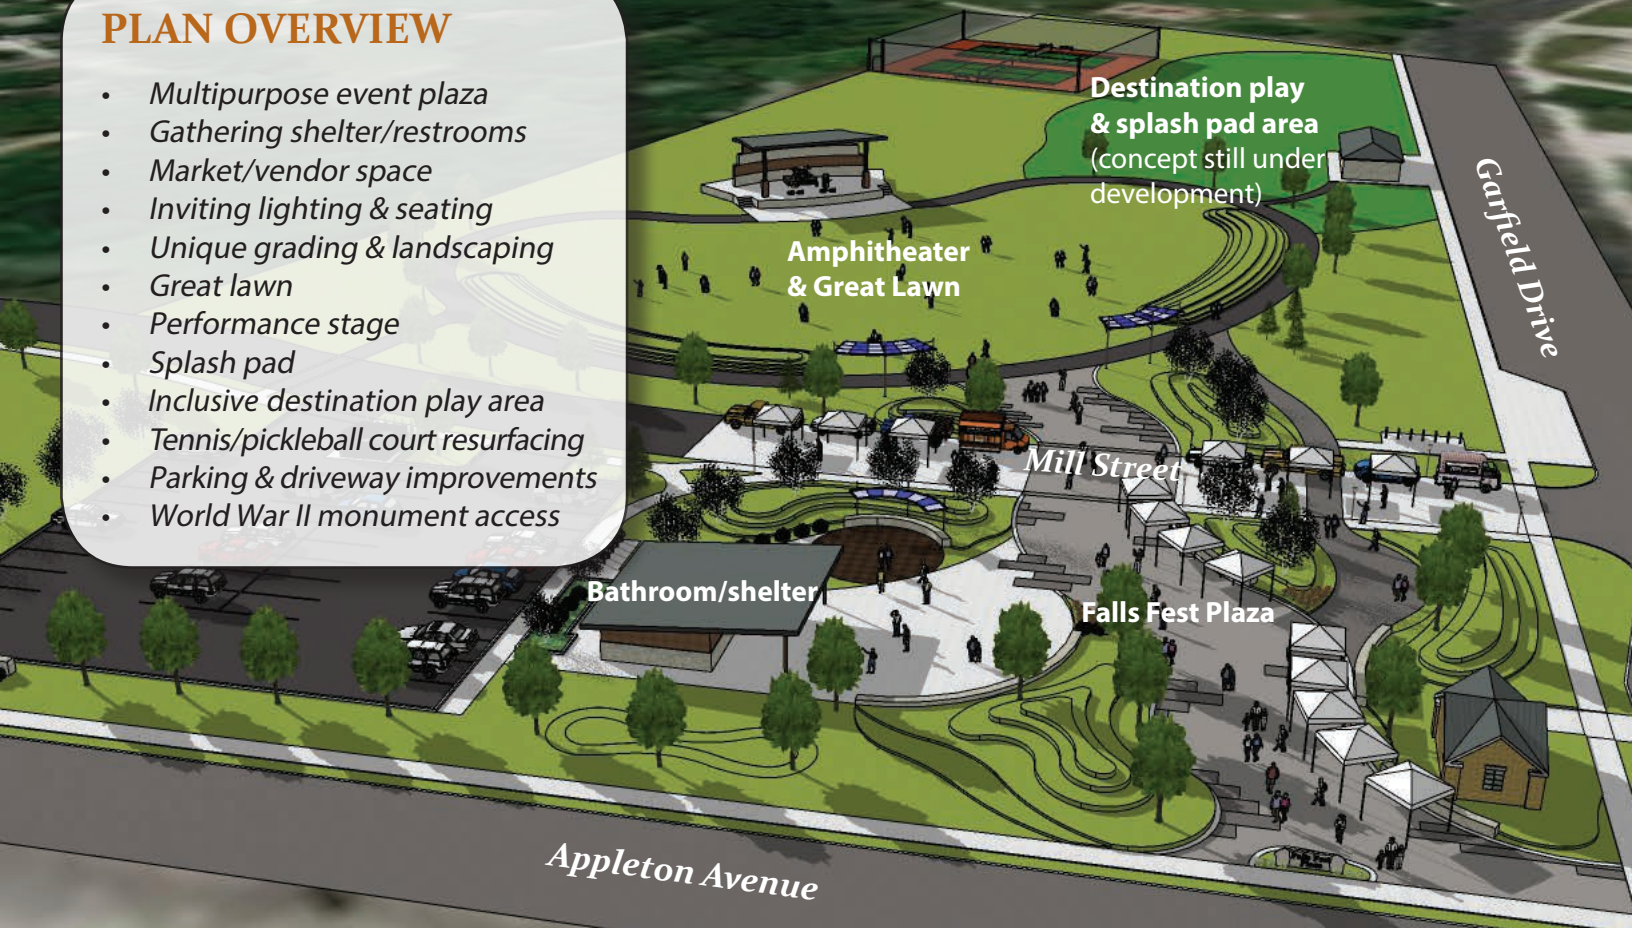 PLAN OVERVIEW
• Multipurpose event plaza
• Gathering shelter/restrooms
• Market/vendor space
• Inviting lighting & seating
• Unique grading & landscaping
• Great lawn
• Performance stage
• Splash pad
• Inclusive destination play area
• Tennis/pickleball court resurfacing
• Parking & driveway improvements
• World War II monument access
Destination play
& splash pad area
(concept still under
development)
Garfield Drive
Amphitheater
& Great Lawn
Mill Street
Bathroom/shelter
Falls Fest Plaza
Appleton Avenue